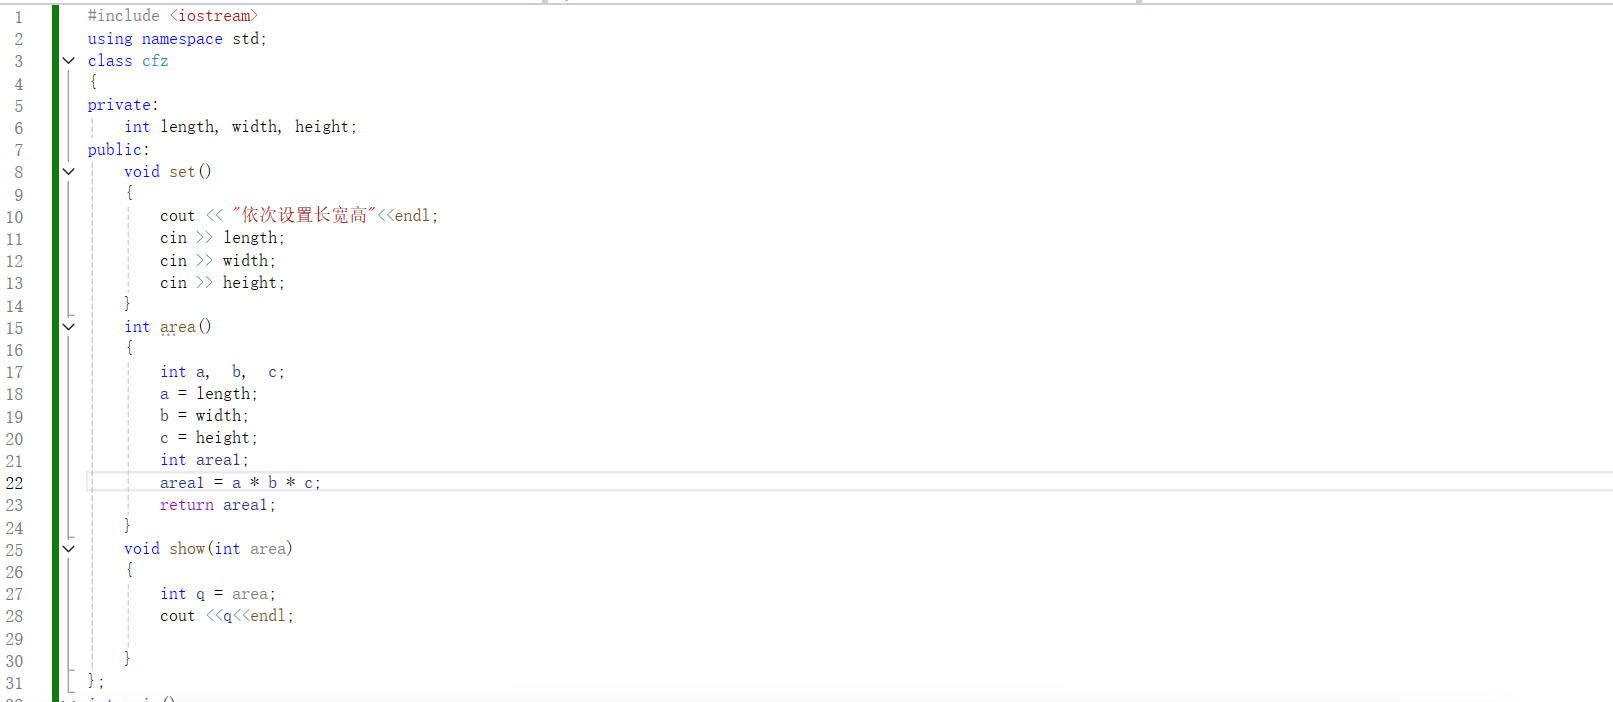 1 #include <iostream>
2 using namespace std;
3 class cfz
4 {
5 private:
6 int length, width, height;
7 public:
8 void set()
9 {
10 cout << "依次设置长宽高"<<endl;
11 cin >> length;
12 cin >> width;
13 cin >> height;
14 }
15 int area()
16 {
17 int a, b, c;
18 a = length;
19 b = width;
20 c = height;
21 int areal;
22 areal = a * b * c;
23 return areal;
24 }
25 void show(int area)
26 {
27 int q = area;
28 cout <<q<<endl;
29
30 }
31 };